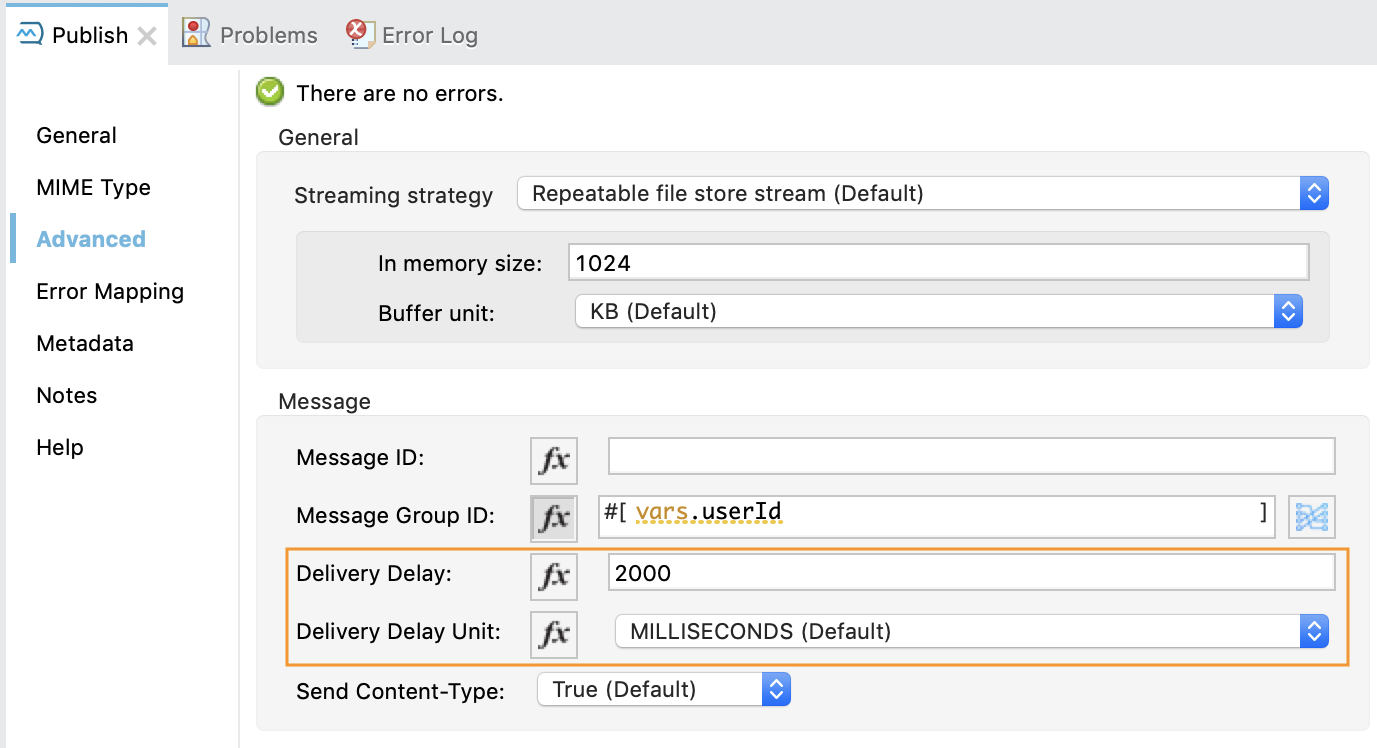 Publish Problems Error Log
There are no errors.
General
MIME Type
Advanced
Error Mapping
Metadata
Notes
Help
General
Streaming strategy Repeatable file store stream (Default)
In memory size: 1024
Buffer unit: KB (Default)
Message
Message ID: fx
Message Group ID: fx #[ vars.userId ]
Delivery Delay: fx 2000
Delivery Delay Unit: fx MILLISECONDS (Default)
Send Content-Type: True (Default)